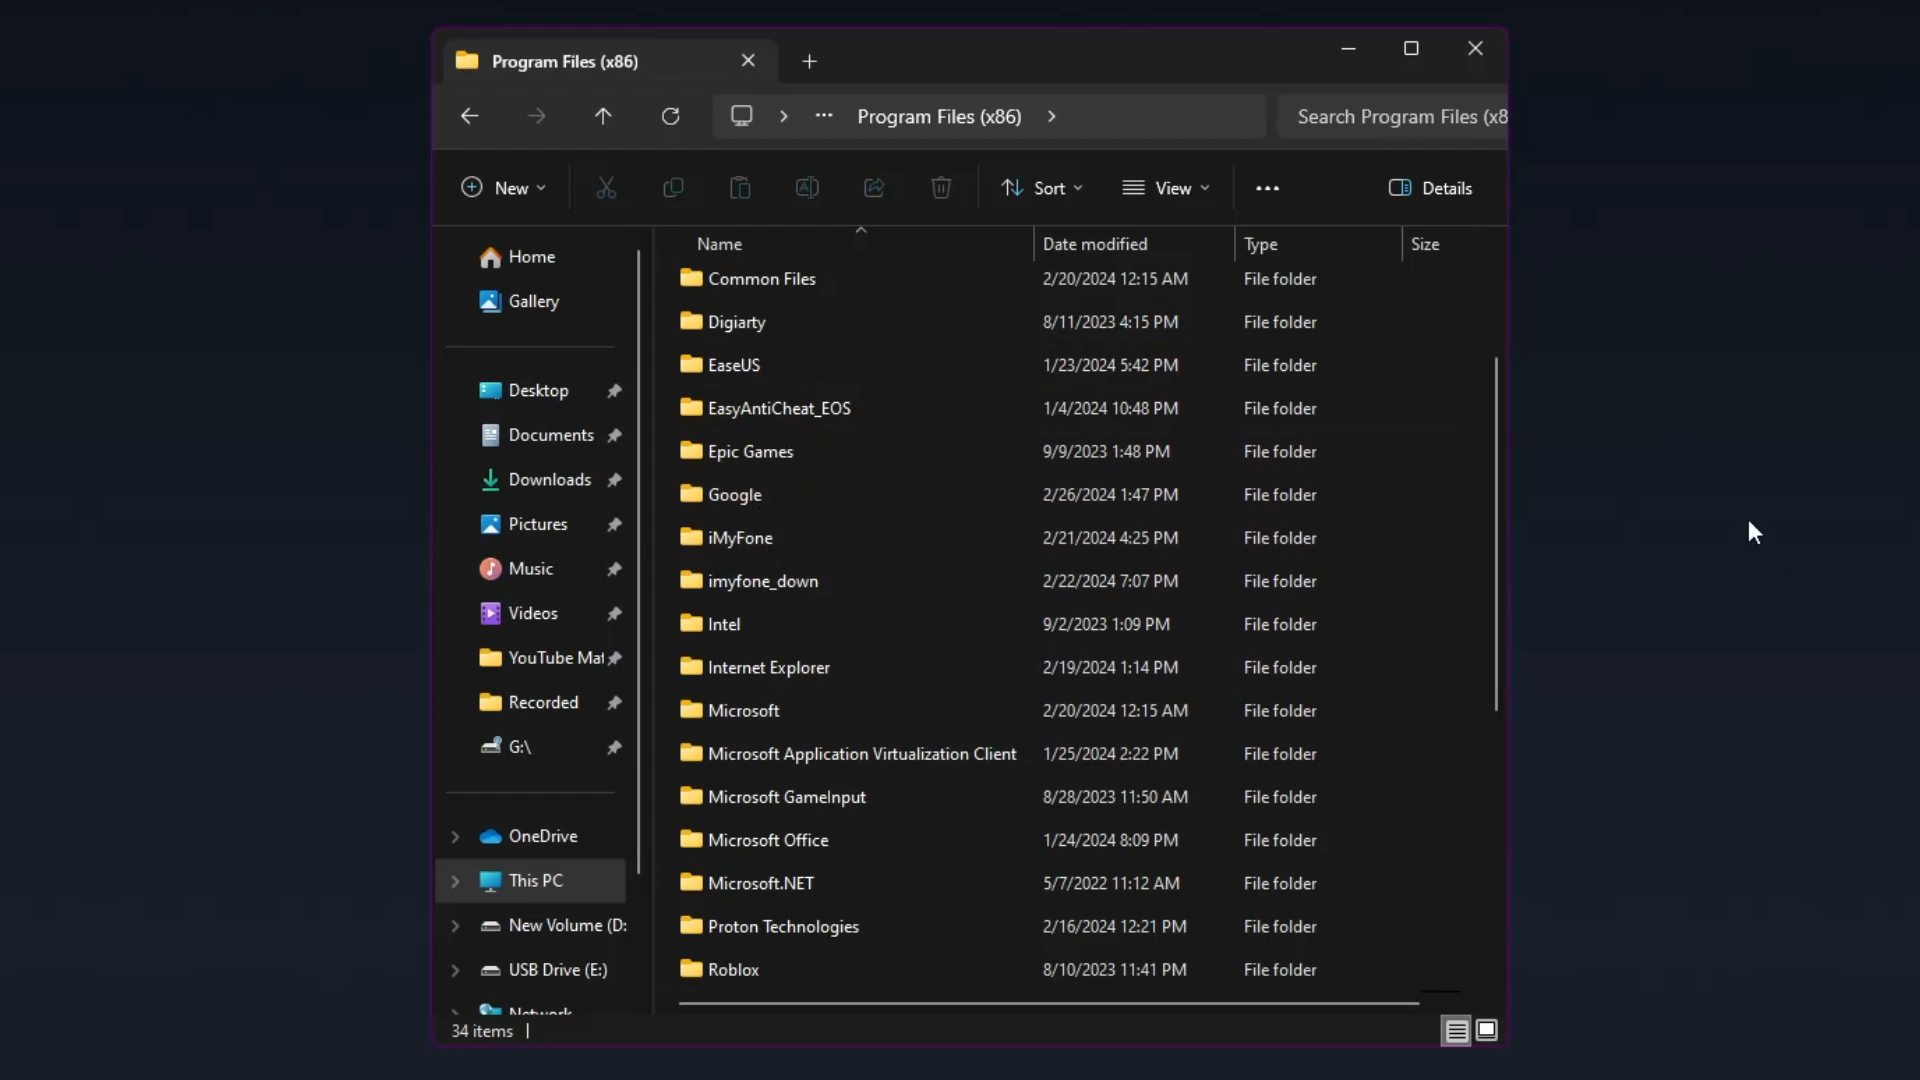 Program Files (x86)
Program Files (x86)
Search Program Files (x8
New
Sort
View
Details
Name Date modified Type Size
Home
Gallery
Desktop
Documents
Downloads
Pictures
Music
Videos
YouTube Mat
Recorded
G:\
OneDrive
This PC
New Volume (D:
USB Drive (E:)
Network
Common Files 2/20/2024 12:15 AM File folder
Digiarty 8/11/2023 4:15 PM File folder
EaseUS 1/23/2024 5:42 PM File folder
EasyAntiCheat_EOS 1/4/2024 10:48 PM File folder
Epic Games 9/9/2023 1:48 PM File folder
Google 2/26/2024 1:47 PM File folder
iMyFone 2/21/2024 4:25 PM File folder
imyfone_down 2/22/2024 7:07 PM File folder
Intel 9/2/2023 1:09 PM File folder
Internet Explorer 2/19/2024 1:14 PM File folder
Microsoft 2/20/2024 12:15 AM File folder
Microsoft Application Virtualization Client 1/25/2024 2:22 PM File folder
Microsoft GameInput 8/28/2023 11:50 AM File folder
Microsoft Office 1/24/2024 8:09 PM File folder
Microsoft.NET 5/7/2022 11:12 AM File folder
Proton Technologies 2/16/2024 12:21 PM File folder
Roblox 8/10/2023 11:41 PM File folder
34 items